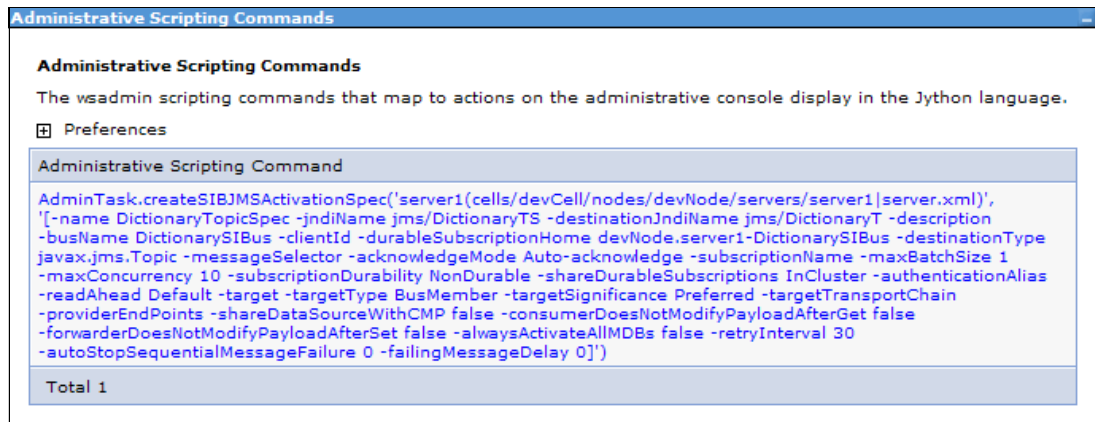 Administrative Scripting Commands
Administrative Scripting Commands
The wsadmin scripting commands that map to actions on the administrative console display in the Jython language.
Preferences
Administrative Scripting Command
AdminTask.createSIBJMSActivationSpec('server1(cells/devCell/nodes/devNode/servers/server1|server.xml)',
'[-name DictionaryTopicSpec -jndiName jms/DictionaryTS -destinationJndiName jms/DictionaryT -description
-busName DictionarySIBus -clientId -durableSubscriptionHome devNode.server1-DictionarySIBus -destinationType
javax.jms.Topic -messageSelector -acknowledgeMode Auto-acknowledge -subscriptionName -maxBatchSize 1
-maxConcurrency 10 -subscriptionDurability NonDurable -shareDurableSubscriptions InCluster -authenticationAlias
-readAhead Default -target -targetType BusMember -targetSignificance Preferred -targetTransportChain
-providerEndPoints -shareDataSourceWithCMP false -consumerDoesNotModifyPayloadAfterGet false
-forwarderDoesNotModifyPayloadAfterSet false -alwaysActivateAllMDBs false -retryInterval 30
-autoStopSequentialMessageFailure 0 -failingMessageDelay 0]')
Total 1